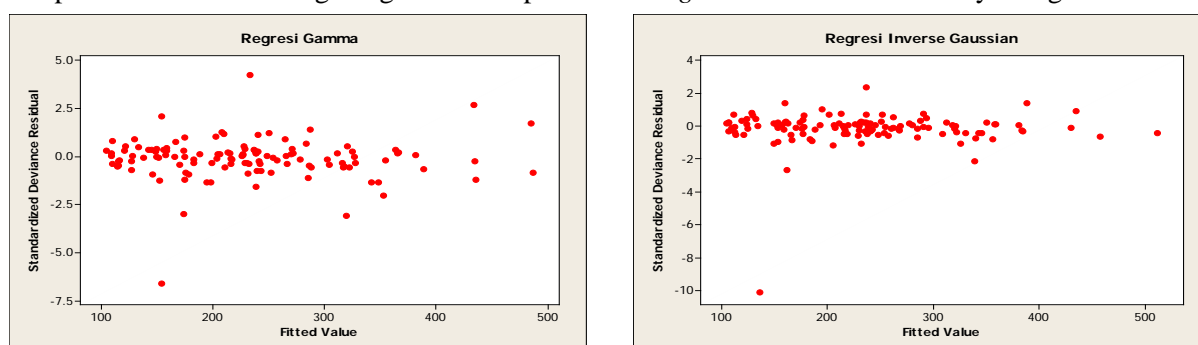 Regresi Gamma
5.0
2.5
0.0
-2.5
-5.0
-7.5
100 200 300 400 500
Standardized Deviance Residual
Fitted Value
Regresi Inverse Gaussian
4
2
0
-2
-4
-6
-8
-10
100 200 300 400 500
Standardized Deviance Residual
Fitted Value